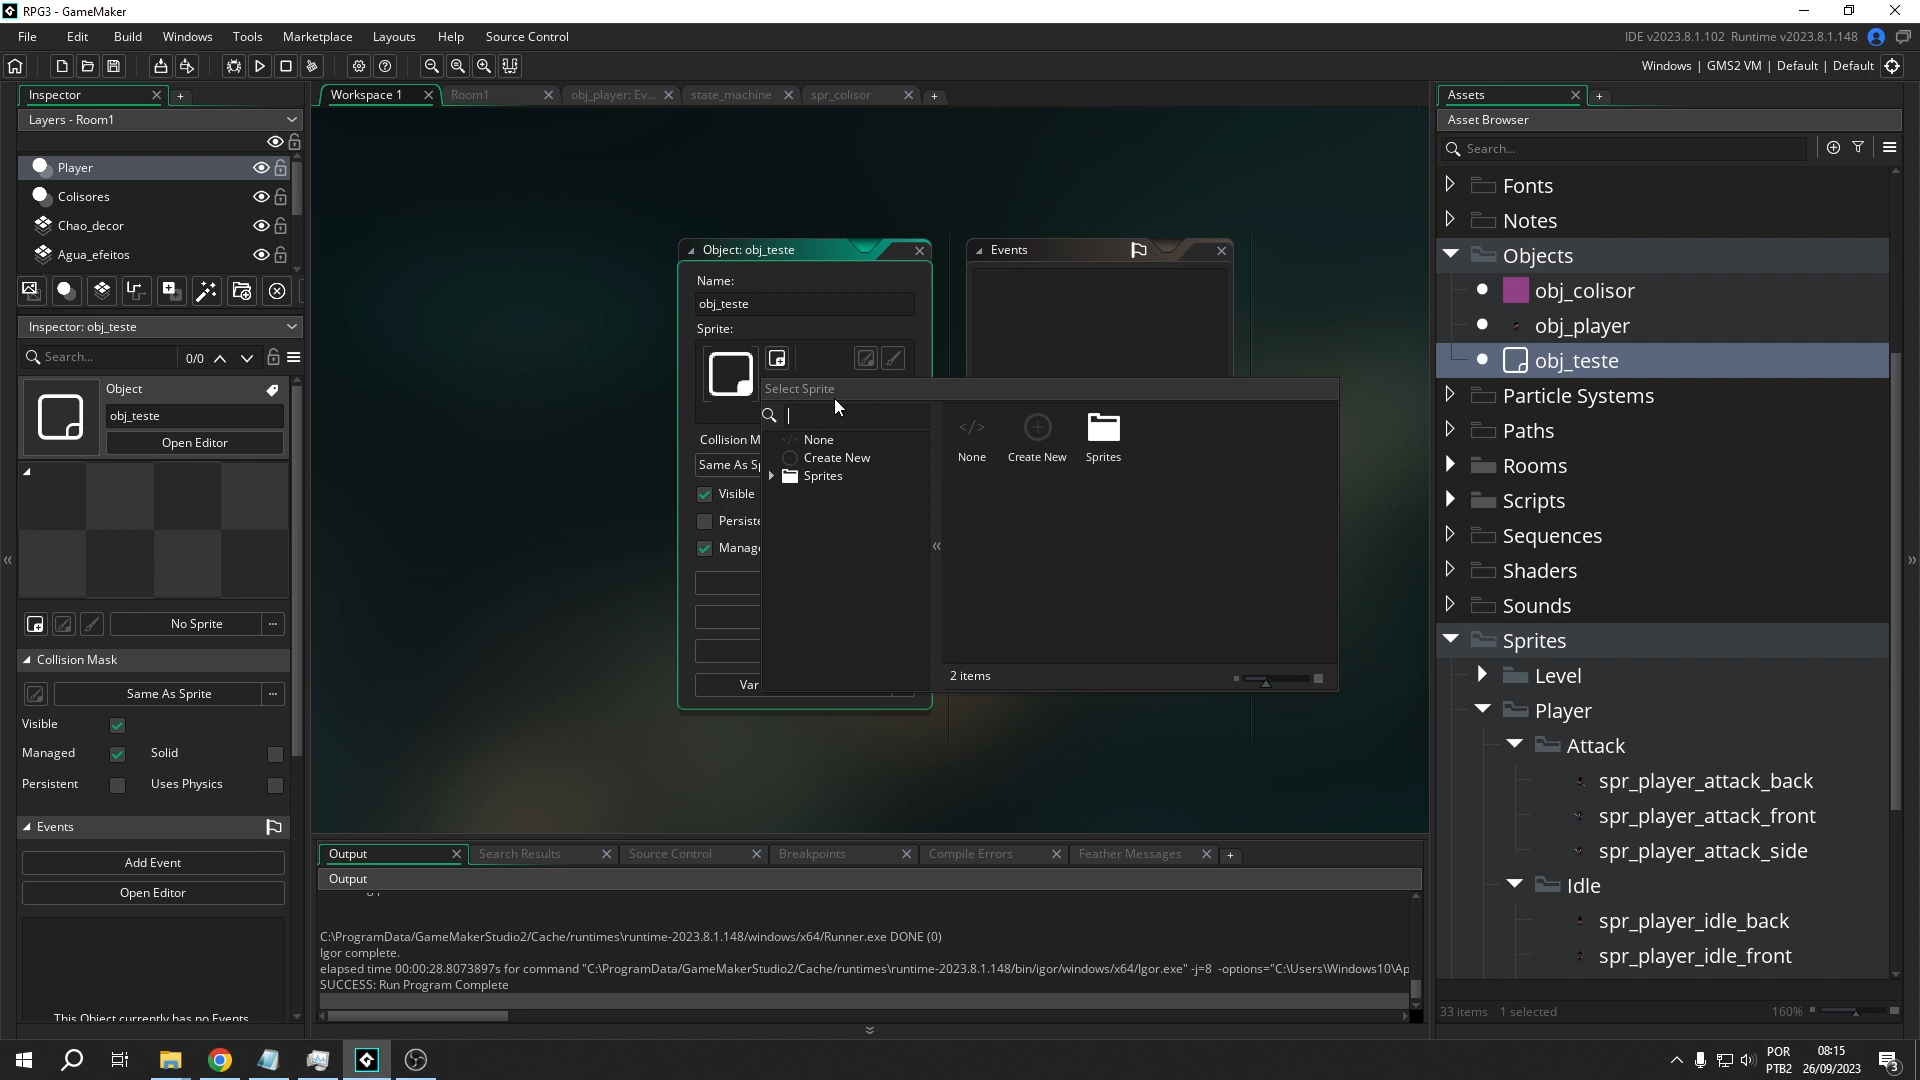 RPG3 - GameMaker
File Edit Build Windows Tools Marketplace Layouts Help Source Control
IDE v2023.8.1.102 Runtime v2023.8.1.148
Windows | GMS2 VM | Default | Default
Inspector
Layers - Room1
Player
Colisores
Chao_decor
Agua_efeitos
Inspector: obj_teste
Search... 0/0
Object
obj_teste
Open Editor
No Sprite ...
Collision Mask
Same As Sprite ...
Visible
Managed Solid
Persistent Uses Physics
Events
Add Event
Open Editor
This Object currently has no Events
Workspace 1 Room1 obj_player: Ev... state_machine spr_colisor
Object: obj_teste
Name:
obj_teste
Sprite:
Collision M
Same As Sp
Visible
Persiste
Manag
Var
Events
Select Sprite
None
Create New
Sprites
None Create New Sprites
2 items
Output Search Results Source Control Breakpoints Compile Errors Feather Messages
Output
C:\ProgramData/GameMakerStudio2/Cache/runtimes\runtime-2023.8.1.148/windows/x64/Runner.exe DONE (0)
Igor complete.
elapsed time 00:00:28.8073897s for command "C:\ProgramData/GameMakerStudio2/Cache/runtimes\runtime-2023.8.1.148/bin/igor/windows/x64/Igor.exe" -j=8 -options="C:\Users\Windows10\Ap
SUCCESS: Run Program Complete
Assets
Asset Browser
Search...
Fonts
Notes
Objects
obj_colisor
obj_player
obj_teste
Particle Systems
Paths
Rooms
Scripts
Sequences
Shaders
Sounds
Sprites
Level
Player
Attack
spr_player_attack_back
spr_player_attack_front
spr_player_attack_side
Idle
spr_player_idle_back
spr_player_idle_front
33 items 1 selected 160%
POR
PTB2
08:15
26/09/2023
3